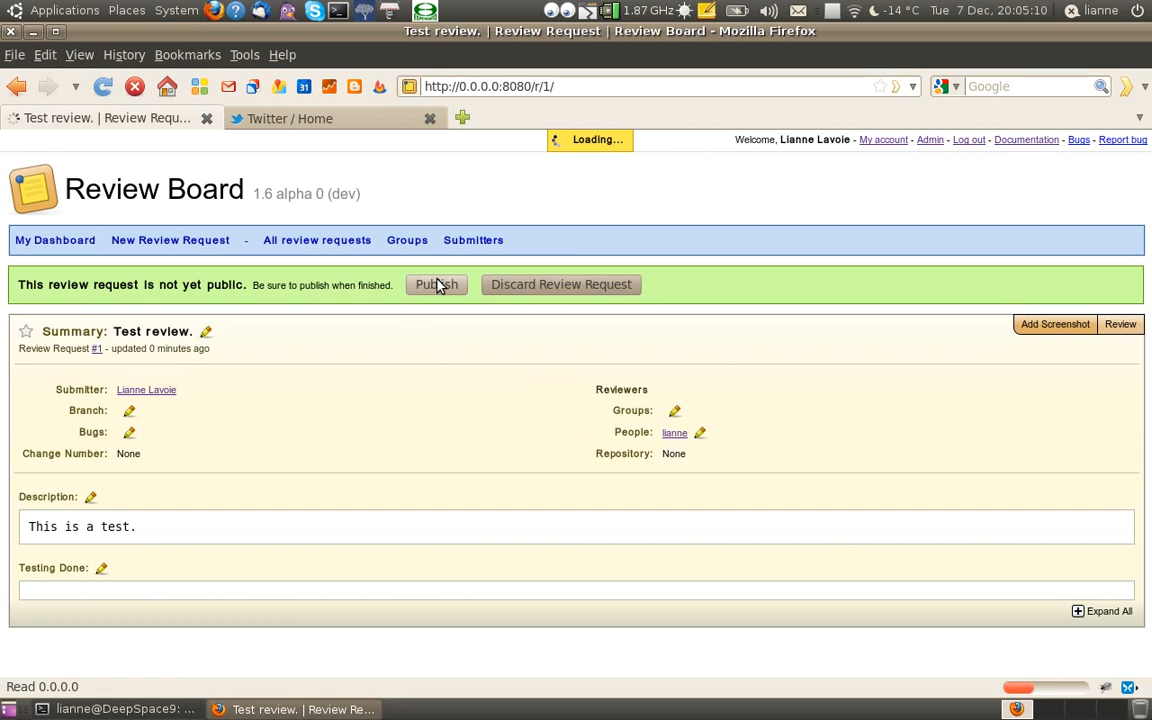 Applications Places System 1.87 GHz -14 °C Tue 7 Dec, 20:05:10 lianne
Test review. | Review Request | Review Board - Mozilla Firefox
File Edit View History Bookmarks Tools Help
http://0.0.0.0:8080/r/1/ Google
Test review. | Review Requ... Twitter / Home
Loading... Welcome, Lianne Lavoie - My account - Admin - Log out - Documentation - Bugs - Report bug
Review Board 1.6 alpha 0 (dev)
My Dashboard New Review Request - All review requests Groups Submitters
This review request is not yet public. Be sure to publish when finished. Publish Discard Review Request
Summary: Test review. Add Screenshot Review
Review Request #1 - updated 0 minutes ago
Submitter: Lianne Lavoie Reviewers
Branch: Groups:
Bugs: People: lianne
Change Number: None Repository: None
Description:
This is a test.
Testing Done:
Expand All
Read 0.0.0.0
lianne@DeepSpace9: ... Test review. | Review Re...